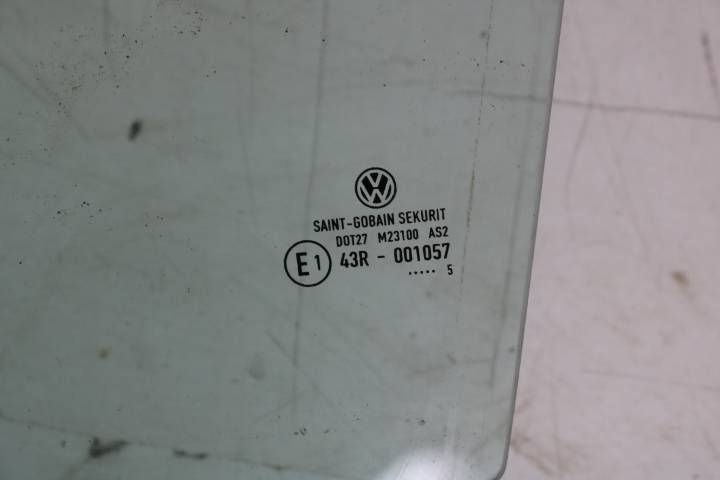 SAINT-GOBAIN SEKURIT
DOT27 M23100 AS2
E1 43R - 001057
..... 5